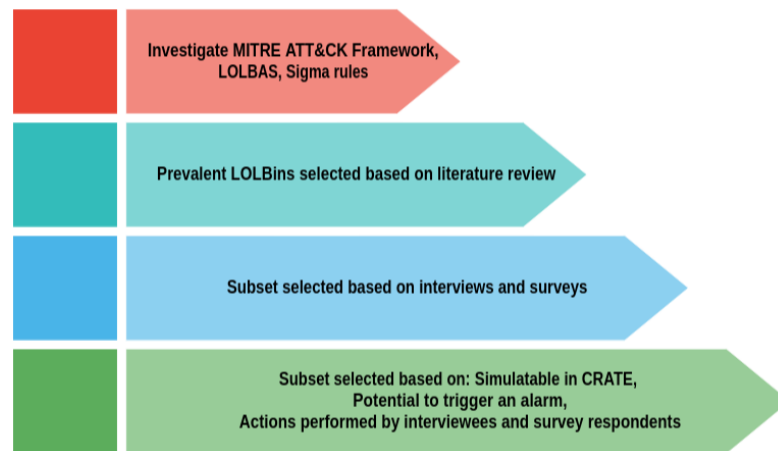 Investigate MITRE ATT&CK Framework,
LOLBAS, Sigma rules
Prevalent LOLBins selected based on literature review
Subset selected based on interviews and surveys
Subset selected based on: Simulatable in CRATE,
Potential to trigger an alarm,
Actions performed by interviewees and survey respondents